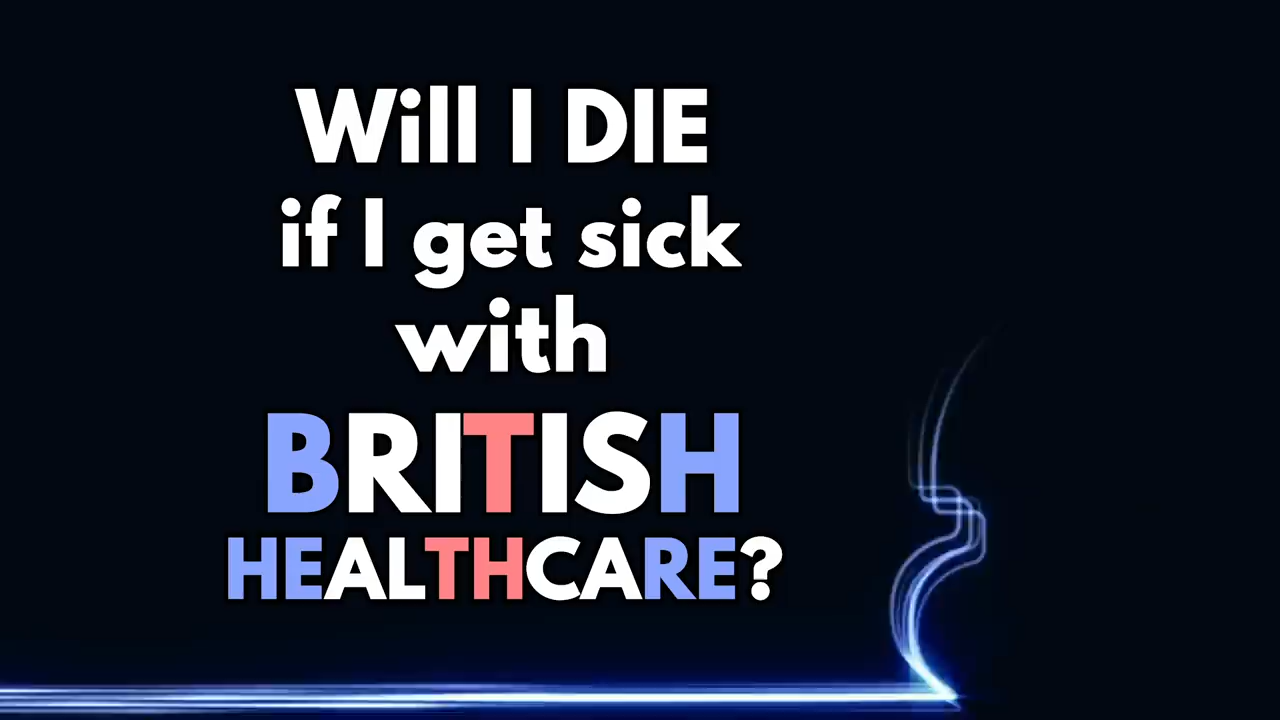 Will I DIE
if I get sick
with
BRITISH
HEALTHCARE?